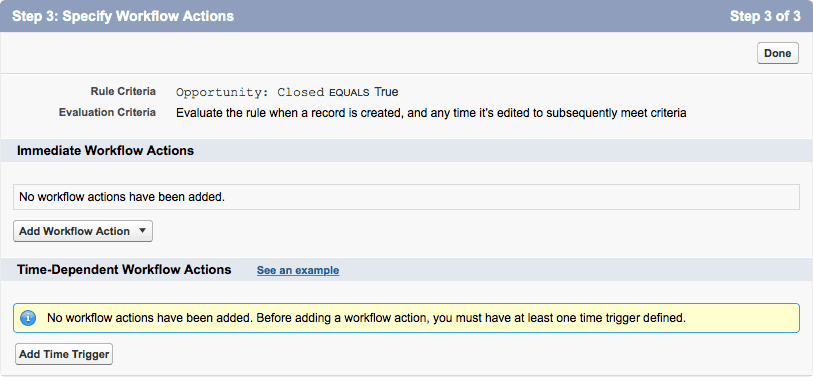 Step 3: Specify Workflow Actions Step 3 of 3
Done
Rule Criteria Opportunity: Closed EQUALS True
Evaluation Criteria Evaluate the rule when a record is created, and any time it's edited to subsequently meet criteria
Immediate Workflow Actions
No workflow actions have been added.
Add Workflow Action
Time-Dependent Workflow Actions See an example
No workflow actions have been added. Before adding a workflow action, you must have at least one time trigger defined.
Add Time Trigger